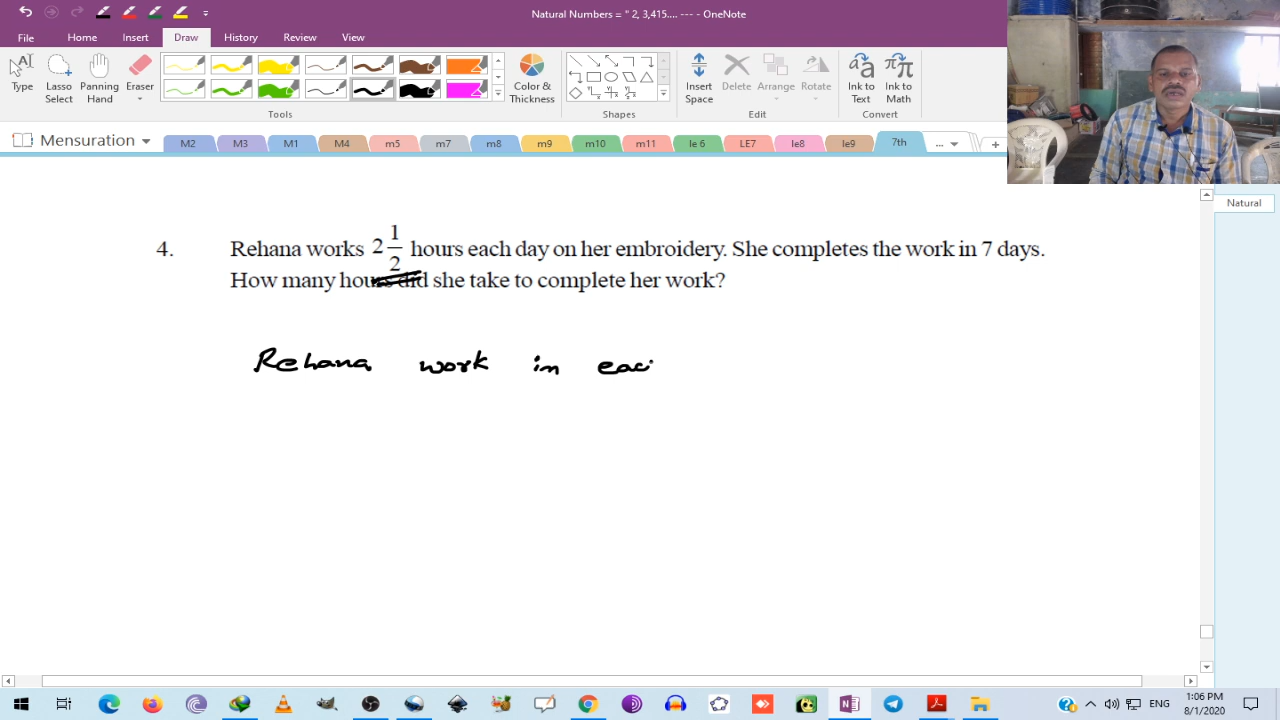 Natural Numbers = " 2, 3,415.... --- - OneNote
File Home Insert Draw History Review View
Type Lasso Select Panning Hand Eraser Color & Thickness Insert Space Delete Arrange Rotate Ink to Text Ink to Math
Tools Shapes Edit Convert
Mensuration M2 M3 M1 M4 m5 m7 m8 m9 m10 m11 le 6 LE7 le8 le9 7th ...
Natural
4. Rehana works 2 1/2 hours each day on her embroidery. She completes the work in 7 days.
How many hours did she take to complete her work?
Rehana work in eac
ENG
1:06 PM
8/1/2020